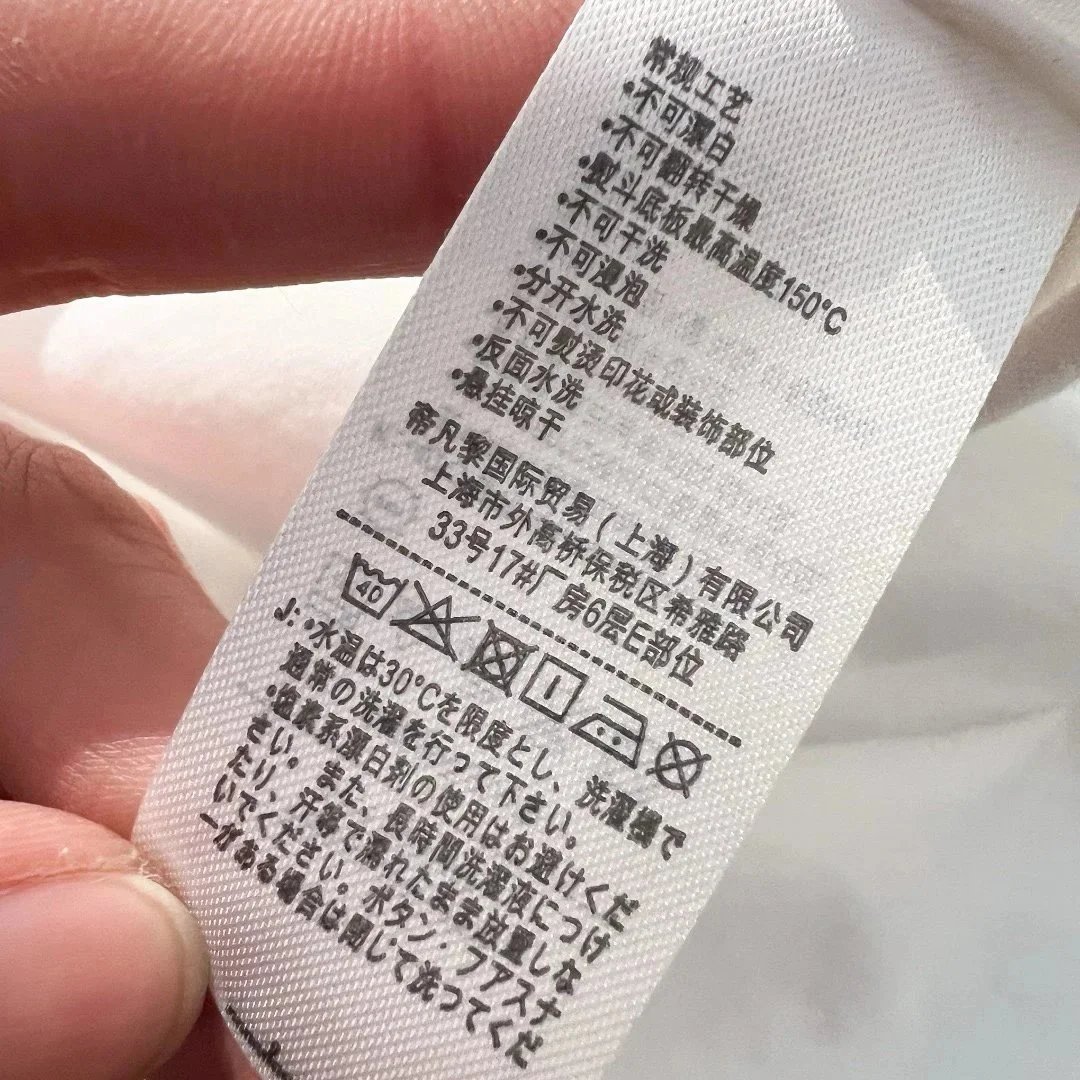 常规工艺
•不可漂白
•不可翻转干燥
•熨斗底板最高温度150°C
•不可干洗
•不可浸泡
•分开水洗
•不可熨烫印花或装饰部位
•反面水洗
•悬挂晾干
帝凡黎国际贸易(上海)有限公司
上海市外高桥保税区希雅路
33号17#厂房6层E部位
40
J: •水温は30°Cを限度とし、洗濯機で
通常の洗濯を行って下さい。
•塩素系漂白剤の使用はお避けくだ
さい。また、長時間洗濯液につけ
たり、汗等で濡れたまま放置しな
いでください。ボタン・ファスナ
ーがある場合は閉じて洗ってくだ